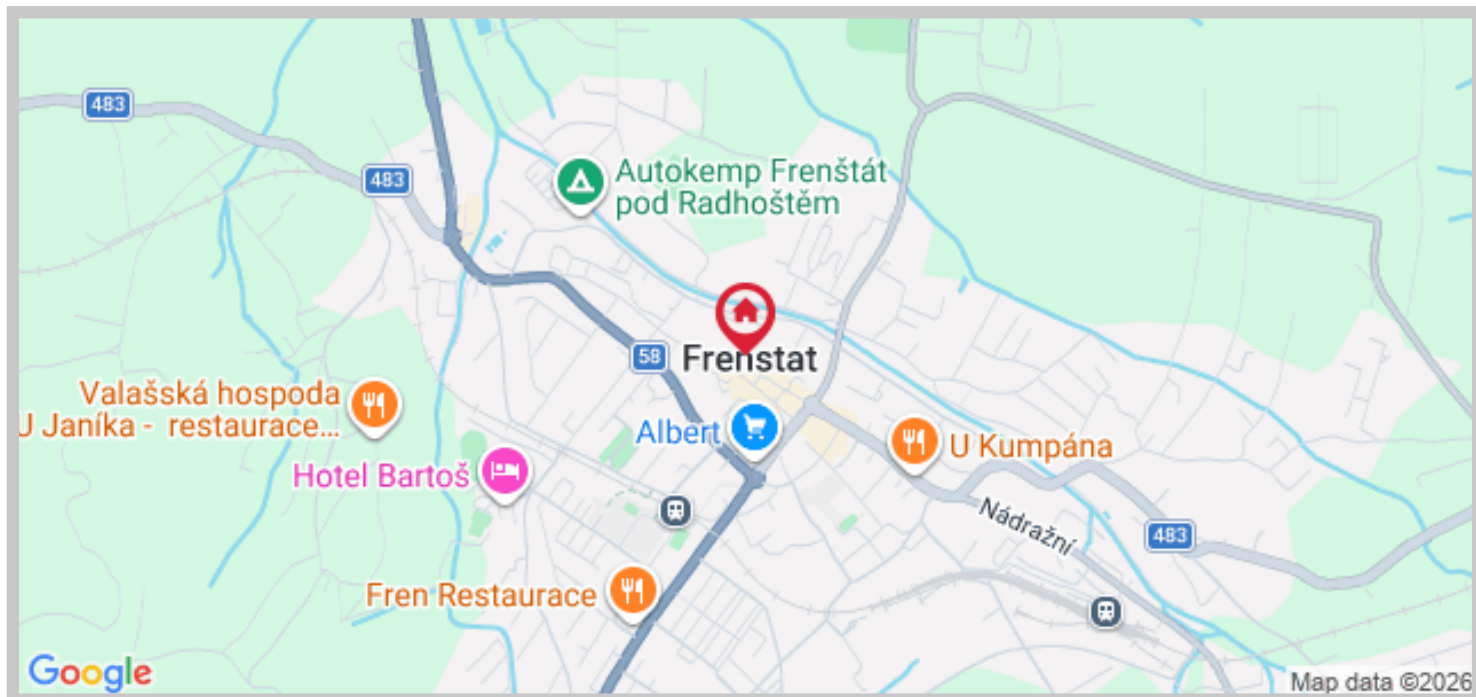 483
483
Autokemp Frenštát
pod Radhoštěm
58
Frenstat
Valašská hospoda
U Janíka - restaurace...
Albert
U Kumpána
Hotel Bartoš
Nádražní
483
Fren Restaurace
Google
Map data ©2026